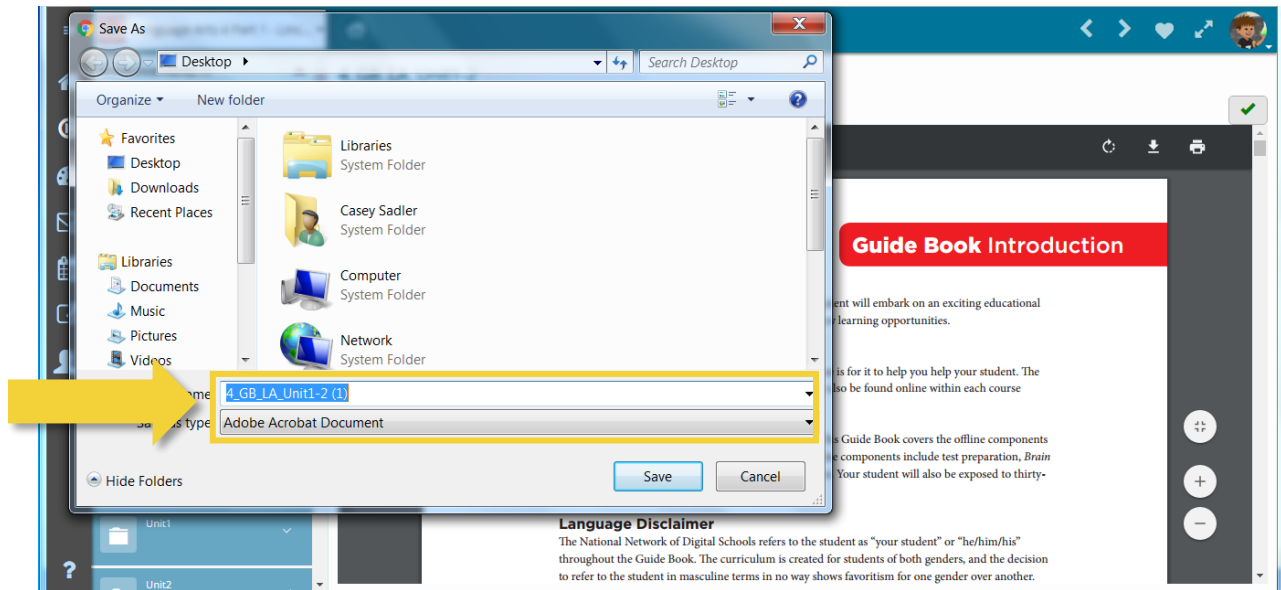 Save As
Desktop
Search Desktop
Organize
New folder
Favorites
Desktop
Downloads
Recent Places
Libraries
Documents
Music
Pictures
Videos
Libraries
System Folder
Casey Sadler
System Folder
Computer
System Folder
Network
System Folder
me
4_GB_LA_Unit1-2 (1)
as type
Adobe Acrobat Document
Hide Folders
Save
Cancel
Guide Book Introduction
ent will embark on an exciting educational
learning opportunities.
is for it to help you help your student. The
lso be found online within each course
s Guide Book covers the offline components
e components include test preparation, Brain
Your student will also be exposed to thirty-
Language Disclaimer
The National Network of Digital Schools refers to the student as “your student” or “he/him/his”
throughout the Guide Book. The curriculum is created for students of both genders, and the decision
to refer to the student in masculine terms in no way shows favoritism for one gender over another.
Unit1
Unit2
?